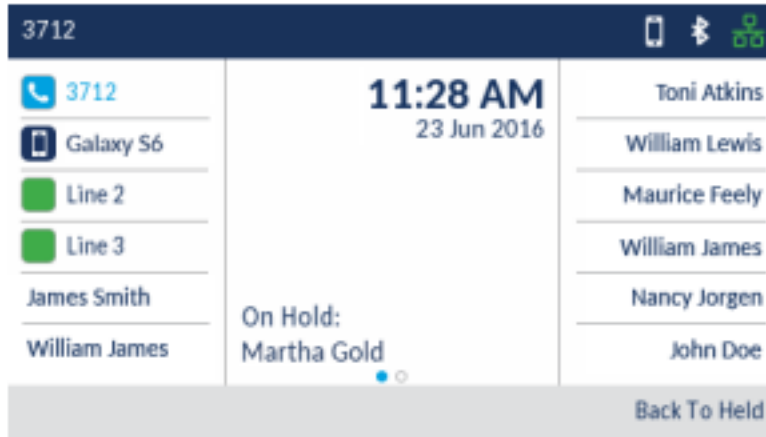 3712
3712
Galaxy S6
Line 2
Line 3
James Smith
William James
11:28 AM
23 Jun 2016
On Hold:
Martha Gold
Toni Atkins
William Lewis
Maurice Feely
William James
Nancy Jorgen
John Doe
Back To Held